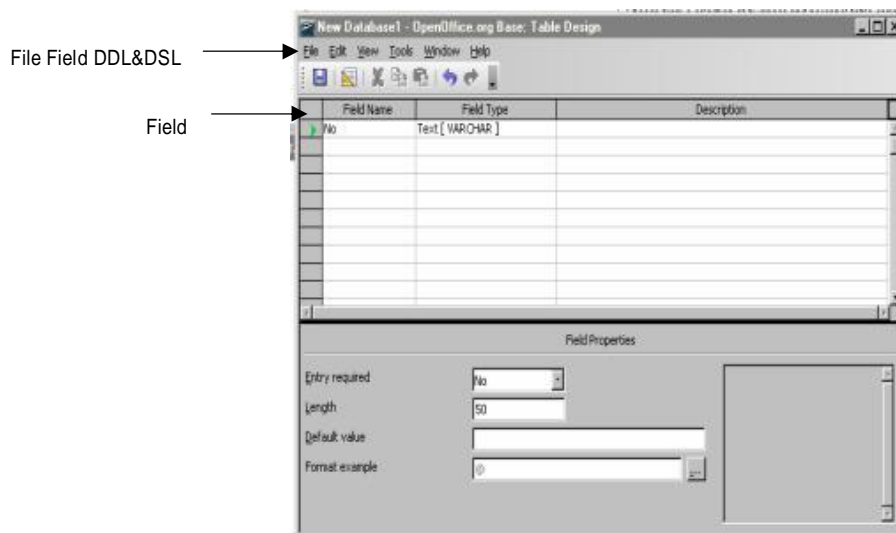 New Database1 - OpenOffice.org Base: Table Design
File Field DDL&DSL
File Edit View Tools Window Help
Field Name Field Type Description
Field
No Text [ VARCHAR ]
Field Properties
Entry required No
Length 50
Default value
Format example @
...